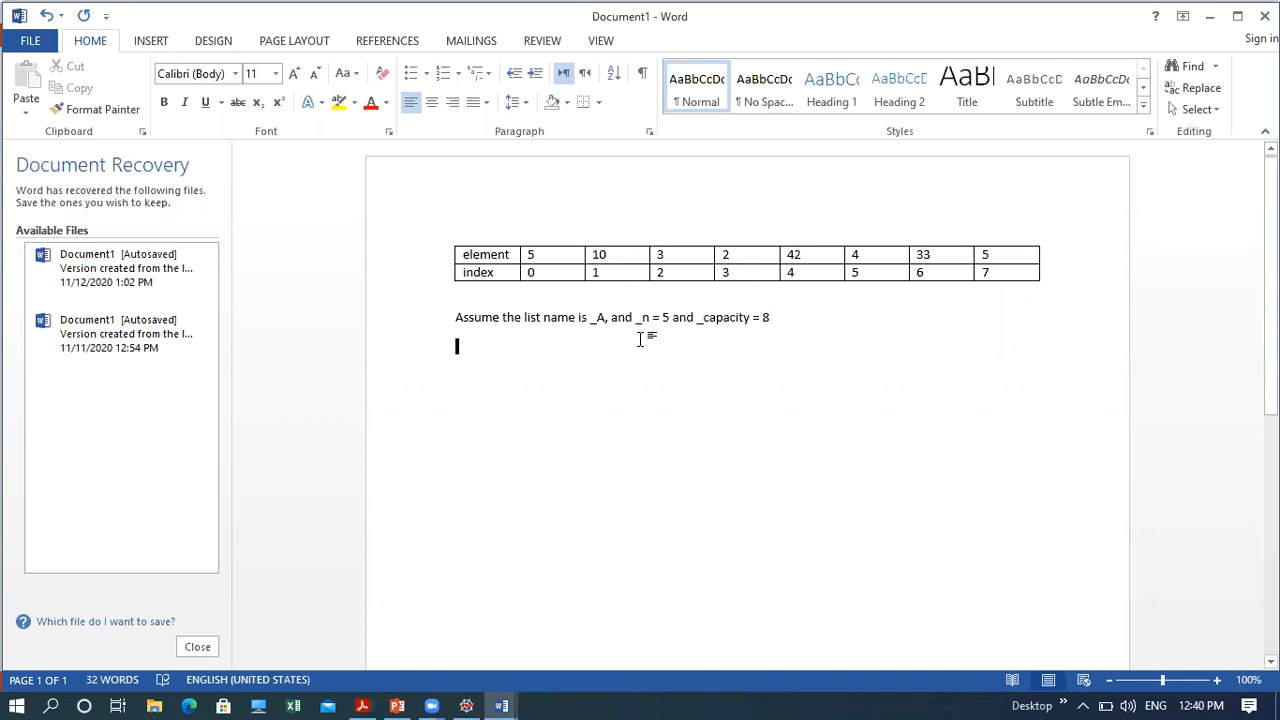 Document1 - Word
?
FILE HOME INSERT DESIGN PAGE LAYOUT REFERENCES MAILINGS REVIEW VIEW Sign in
Paste
Cut
Copy
Format Painter
Clipboard
Calibri (Body) 11
Font
Paragraph
AaBbCcDc AaBbCcDc AaBbCc AaBbCcD AaBl AaBbCcD AaBbCcDc
¶ Normal ¶ No Spac... Heading 1 Heading 2 Title Subtitle Subtle Em...
Styles
Find
Replace
Select
Editing
Document Recovery
Word has recovered the following files.
Save the ones you wish to keep.
Available Files
Document1 [Autosaved]
Version created from the l...
11/12/2020 1:02 PM
Document1 [Autosaved]
Version created from the l...
11/11/2020 12:54 PM
Which file do I want to save?
Close
element 5 10 3 2 42 4 33 5
index 0 1 2 3 4 5 6 7
Assume the list name is _A, and _n = 5 and _capacity = 8
PAGE 1 OF 1 32 WORDS ENGLISH (UNITED STATES) 100%
Desktop ENG 12:40 PM